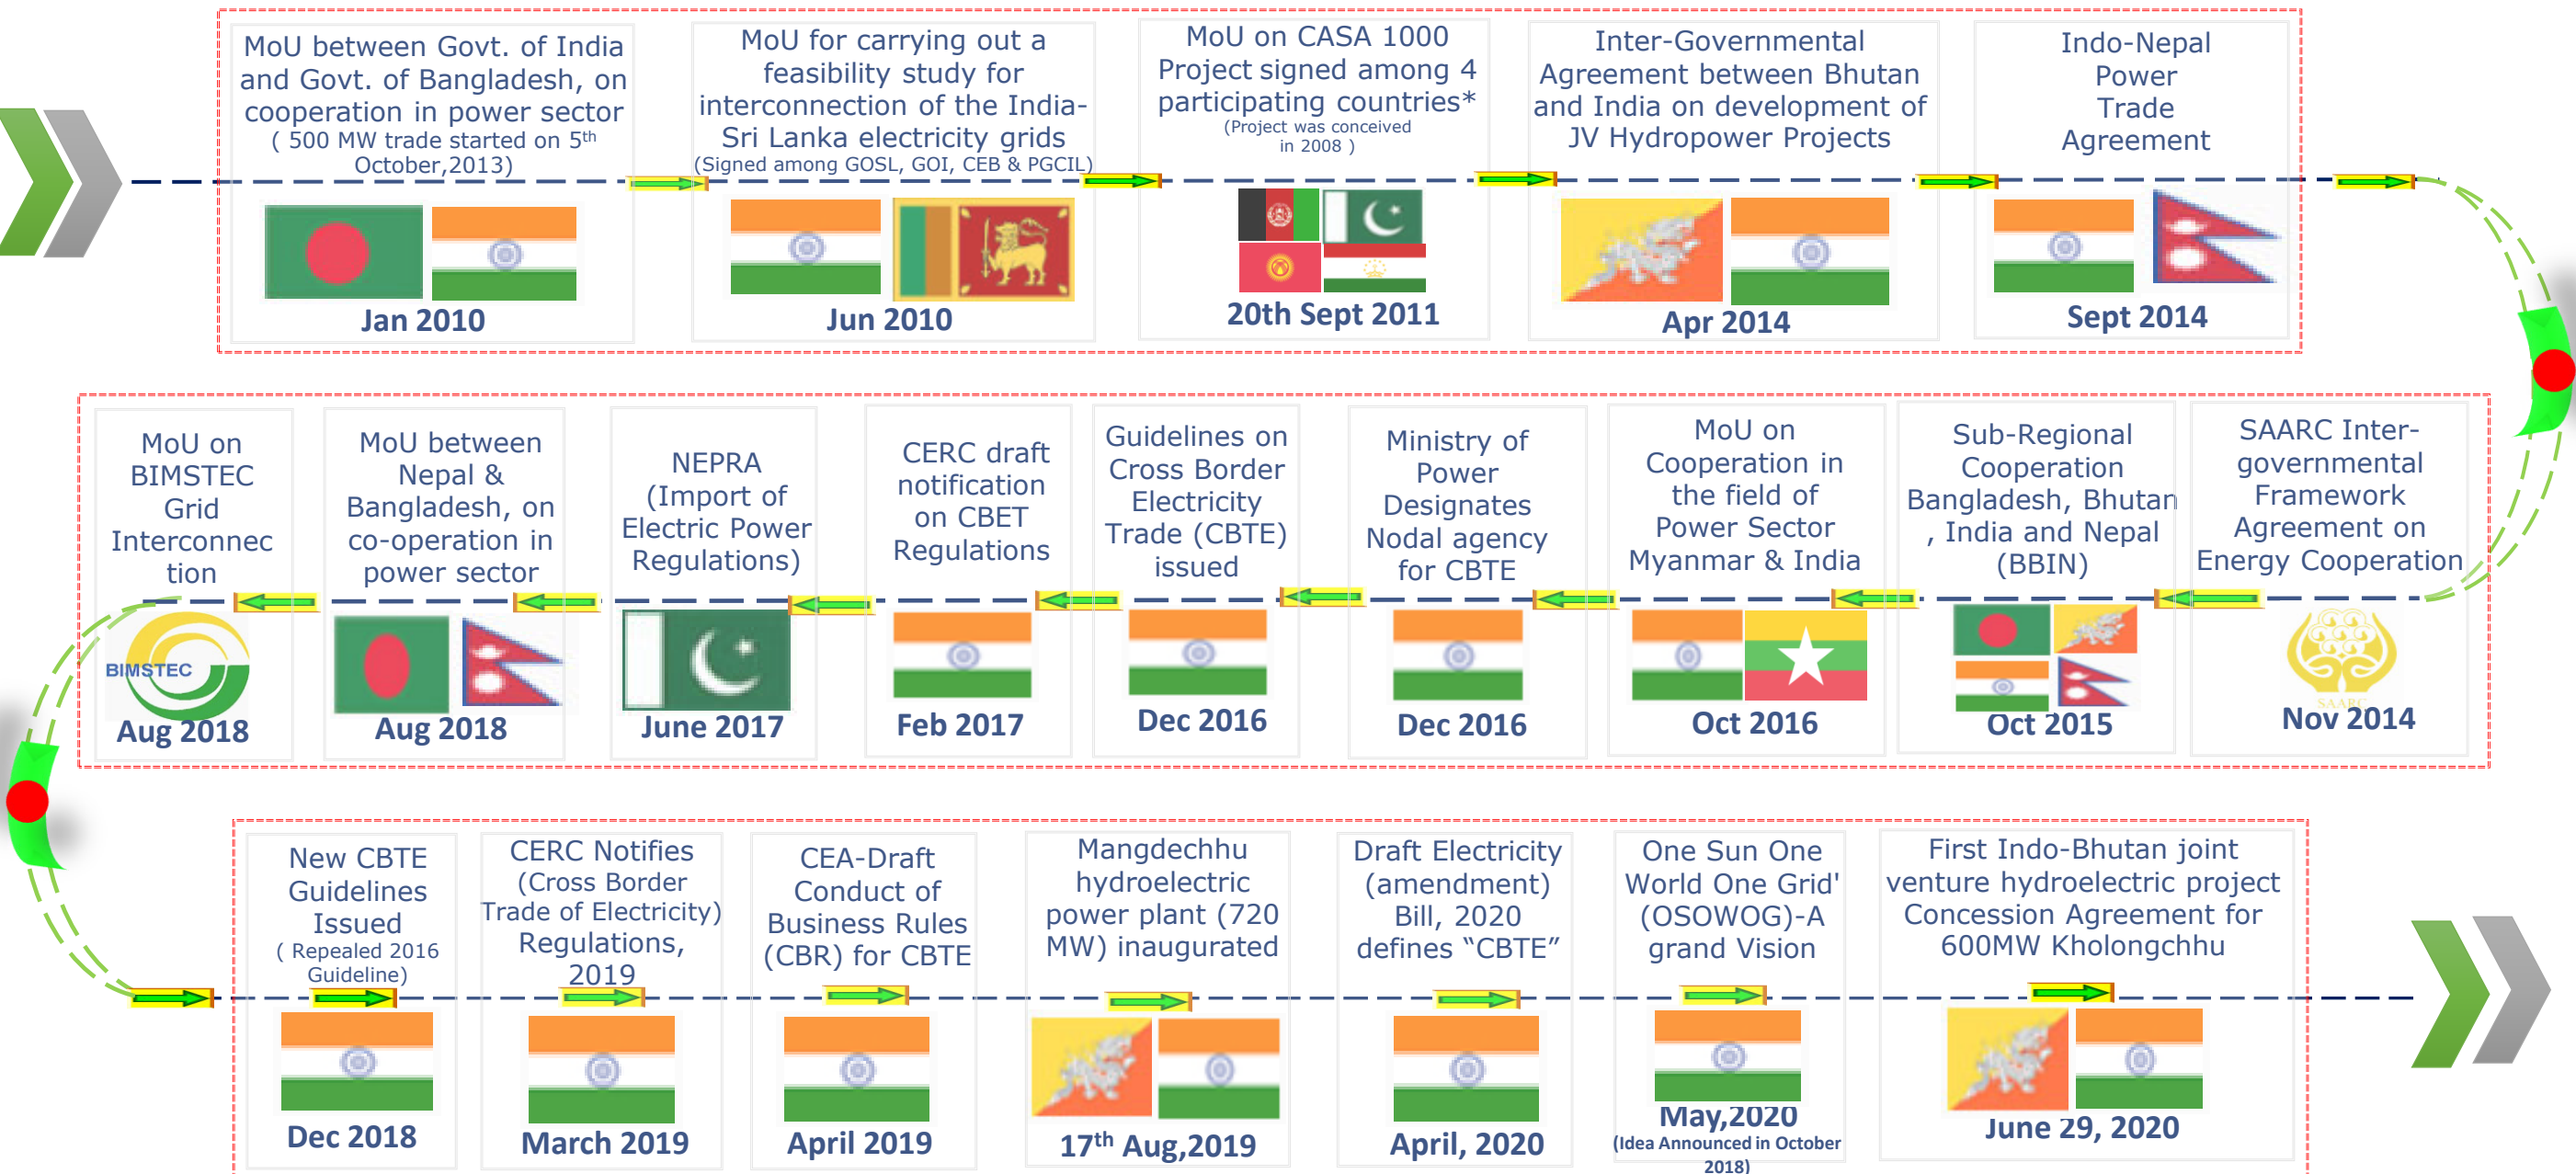 MoU between Govt. of India
and Govt. of Bangladesh, on
cooperation in power sector
( 500 MW trade started on 5th
October,2013)
Jan 2010
MoU for carrying out a
feasibility study for
interconnection of the India-
Sri Lanka electricity grids
(Signed among GOSL, GOI, CEB & PGCIL)
Jun 2010
MoU on CASA 1000
Project signed among 4
participating countries*
(Project was conceived
in 2008 )
20th Sept 2011
Inter-Governmental
Agreement between Bhutan
and India on development of
JV Hydropower Projects
Apr 2014
Indo-Nepal
Power
Trade
Agreement
Sept 2014
SAARC Inter-
governmental
Framework
Agreement on
Energy Cooperation
SAARC
Nov 2014
Sub-Regional
Cooperation
Bangladesh, Bhutan
, India and Nepal
(BBIN)
Oct 2015
MoU on
Cooperation in
the field of
Power Sector
Myanmar & India
Oct 2016
Ministry of
Power
Designates
Nodal agency
for CBTE
Dec 2016
Guidelines on
Cross Border
Electricity
Trade (CBTE)
issued
Dec 2016
CERC draft
notification
on CBET
Regulations
Feb 2017
NEPRA
(Import of
Electric Power
Regulations)
June 2017
MoU between
Nepal &
Bangladesh, on
co-operation in
power sector
Aug 2018
MoU on
BIMSTEC
Grid
Interconnec
tion
BIMSTEC
Aug 2018
New CBTE
Guidelines
Issued
( Repealed 2016
Guideline)
Dec 2018
CERC Notifies
(Cross Border
Trade of Electricity)
Regulations,
2019
March 2019
CEA-Draft
Conduct of
Business Rules
(CBR) for CBTE
April 2019
Mangdechhu
hydroelectric
power plant (720
MW) inaugurated
17th Aug,2019
Draft Electricity
(amendment)
Bill, 2020
defines “CBTE”
April, 2020
One Sun One
World One Grid'
(OSOWOG)-A
grand Vision
May,2020
(Idea Announced in October
2018)
First Indo-Bhutan joint
venture hydroelectric project
Concession Agreement for
600MW Kholongchhu
June 29, 2020